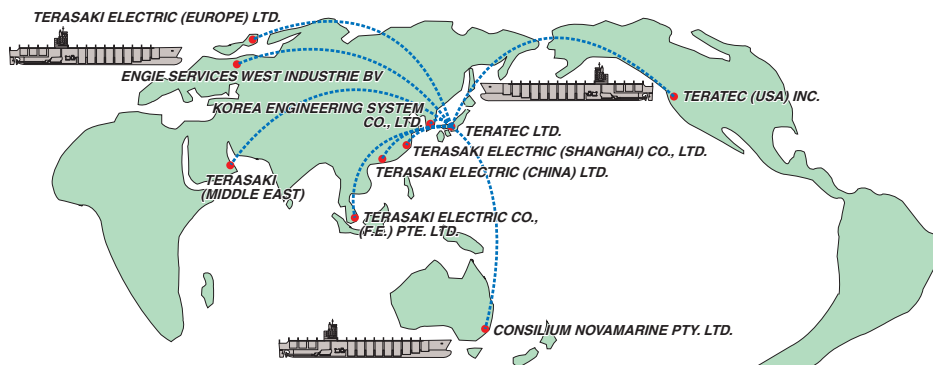 TERASAKI ELECTRIC (EUROPE) LTD.
ENGIE SERVICES WEST INDUSTRIE BV
TERATEC (USA) INC.
KOREA ENGINEERING SYSTEM
CO., LTD.
TERATEC LTD.
TERASAKI ELECTRIC (SHANGHAI) CO., LTD.
TERASAKI ELECTRIC (CHINA) LTD.
TERASAKI
(MIDDLE EAST)
TERASAKI ELECTRIC CO.,
(F.E.) PTE. LTD.
CONSILIUM NOVAMARINE PTY. LTD.